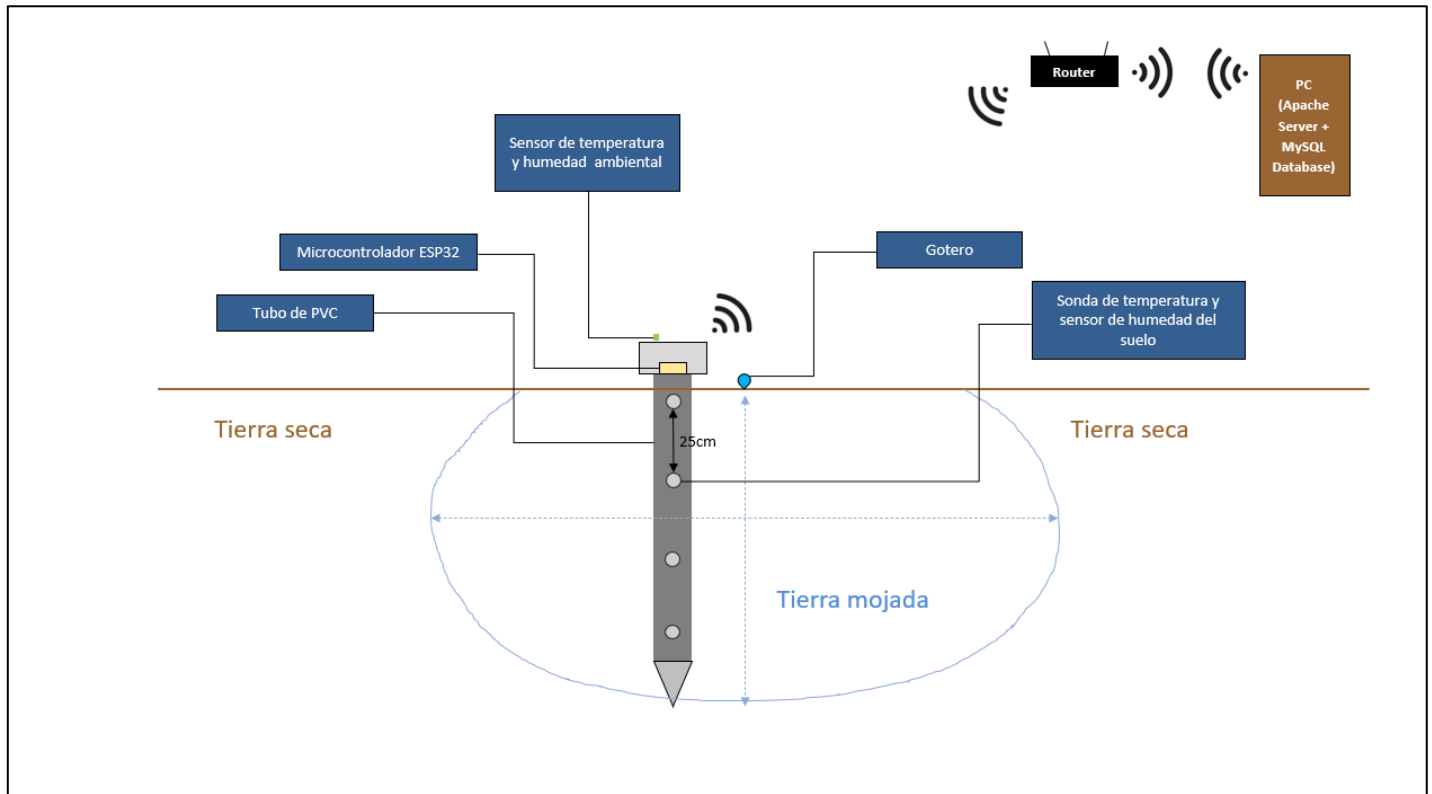 Router
PC
(Apache
Server +
MySQL
Database)
Sensor de temperatura
y humedad ambiental
Microcontrolador ESP32
Gotero
Tubo de PVC
Sonda de temperatura y
sensor de humedad del
suelo
Tierra seca
25cm
Tierra seca
Tierra mojada